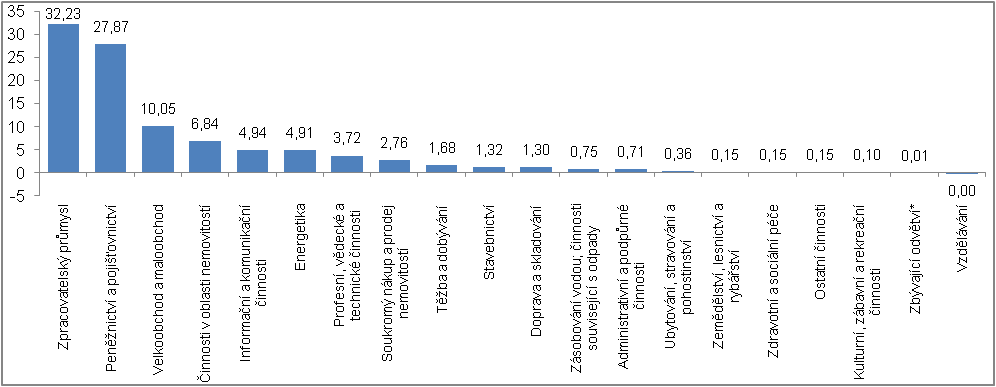 35
30
25
20
15
10
5
0
-5
32,23
27,87
10,05
6,84
4,94
4,91
3,72
2,76
1,68
1,32
1,30
0,75
0,71
0,36
0,15
0,15
0,15
0,10
0,01
0,00
Zpracovatelský průmysl
Peněžnictví a pojišťovnictví
Velkoobchod a maloobchod
Činnosti v oblasti nemovitostí
Informační a komunikační
činnosti
Energetika
Profesní, vědecké a
technické činnosti
Soukromý nákup a prodej
nemovitostí
Těžba a dobývání
Stavebnictví
Doprava a skladování
Zásobování vodou; činnosti
související s odpady
Administrativní a podpůrné
činnosti
Ubytování, stravování a
pohostinství
Zemědělství, lesnictví a
rybářství
Zdravotní a sociální péče
Ostatní činnosti
Kulturní, zábavní a rekreační
činnosti
Zbývající odvětví*
Vzdělávání